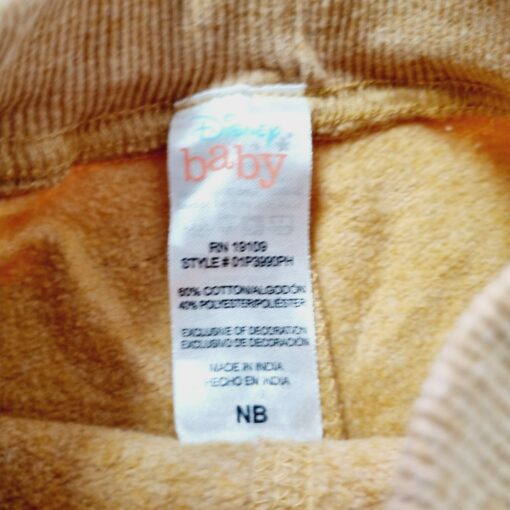 Disney
baby
RN 19109
STYLE # 01P3990PH
60% COTTON/ALGODÓN
40% POLYESTER/POLIÉSTER
EXCLUSIVE OF DECORATION
EXCLUSIVA DE DECORACIÓN
MADE IN INDIA
HECHO EN INDIA
NB